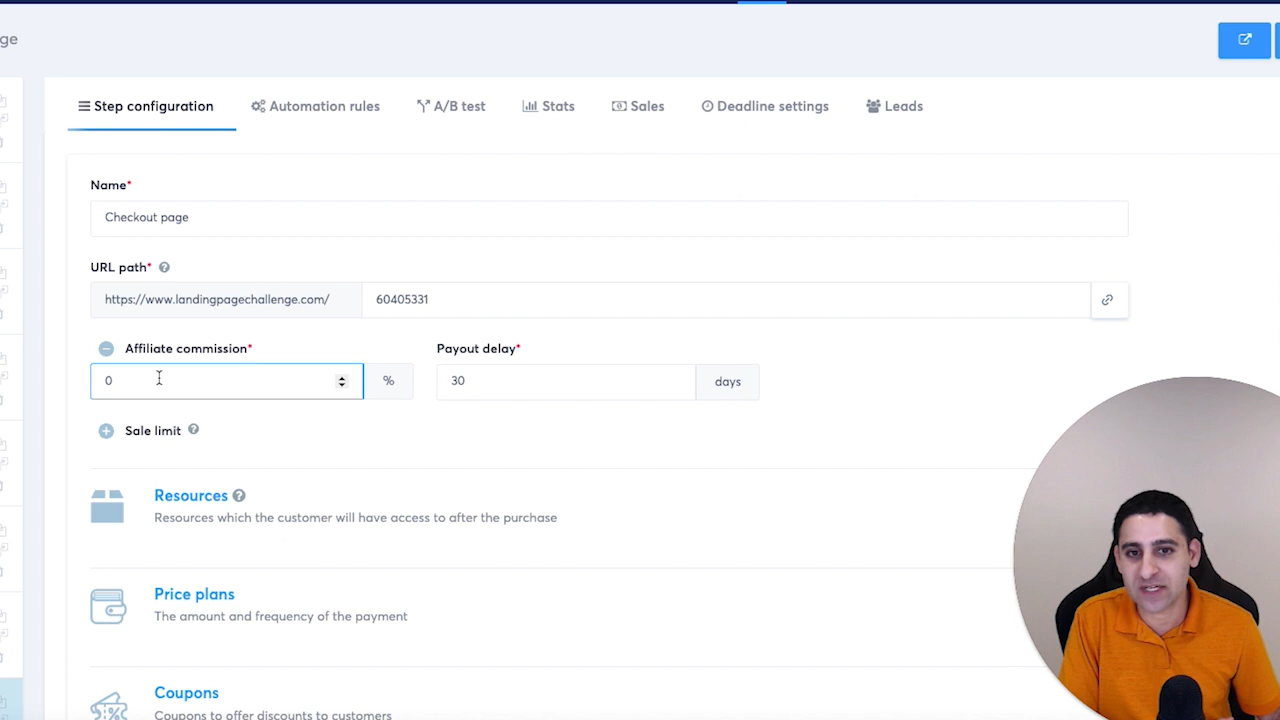 ge
Step configuration Automation rules A/B test Stats Sales Deadline settings Leads
Name*
Checkout page
URL path*
https://www.landingpagechallenge.com/ 60405331
Affiliate commission* Payout delay*
0 % 30 days
Sale limit
Resources
Resources which the customer will have access to after the purchase
Price plans
The amount and frequency of the payment
Coupons
Coupons to offer discounts to customers